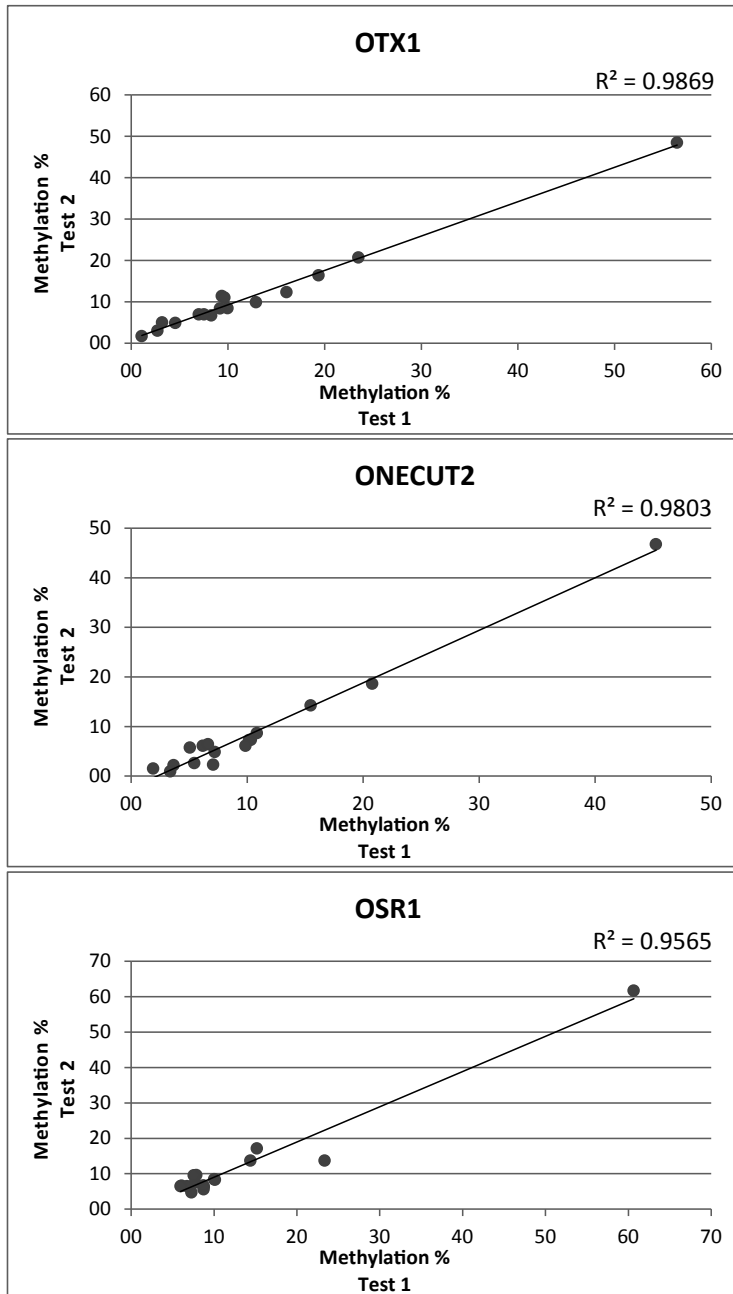 OTX1
R² = 0.9869
60
50
40
30
20
10
00
Methylation %
Test 2
00 10 20 30 40 50 60
Methylation %
Test 1
ONECUT2
R² = 0.9803
50
40
30
20
10
00
Methylation %
Test 2
00 10 20 30 40 50
Methylation %
Test 1
OSR1
R² = 0.9565
70
60
50
40
30
20
10
00
Methylation %
Test 2
00 10 20 30 40 50 60 70
Methylation %
Test 1